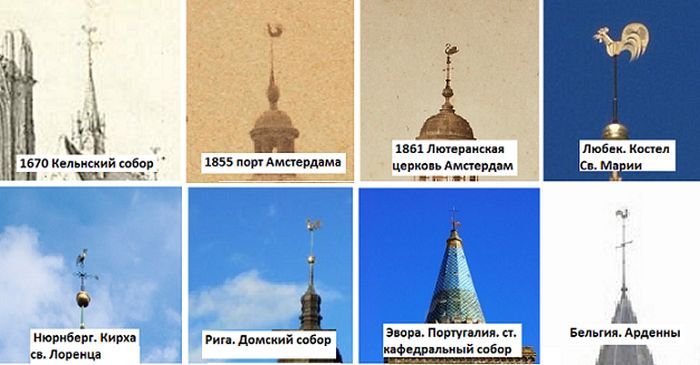 1670 Кельнский собор
1855 порт Амстердама
1861 Лютеранская
церковь Амстердам
Любек. Костел
Св. Марии
Нюрнберг. Кирха
св. Лоренца
Рига. Домский собор
Эвора. Португалия. ст.
кафедральный собор
Бельгия. Арденны